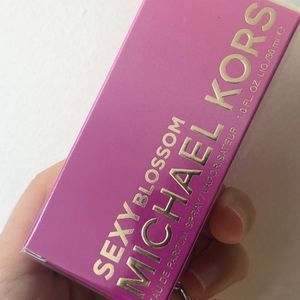 SEXY
BLOSSOM
MICHAEL KORS
EAU DE PARFUM SPRAY / VAPORISATEUR 1.0 FL. OZ. LIQ./30 ml e